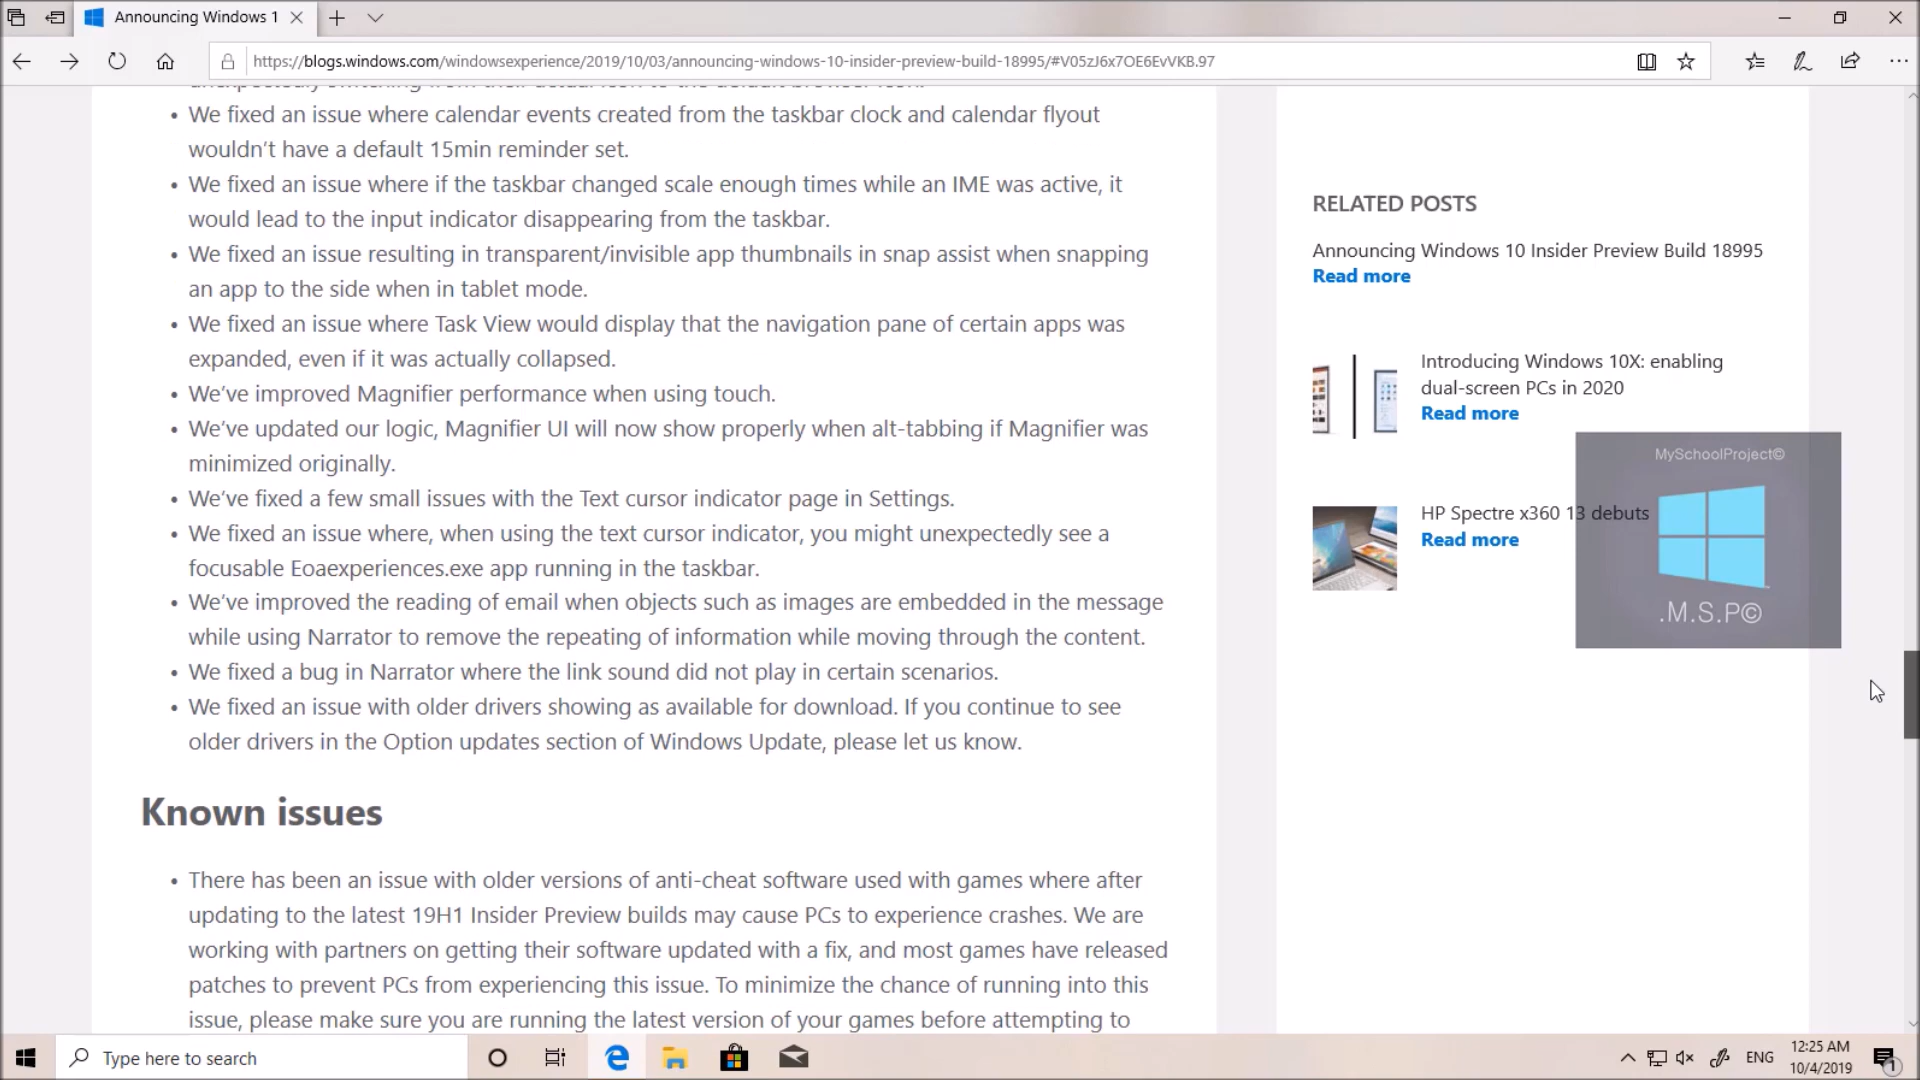 Announcing Windows 1
https://blogs.windows.com/windowsexperience/2019/10/03/announcing-windows-10-insider-preview-build-18995/#V05zJ6x7OE6EvVKB.97
unexpectedly switching from their actual icon to the default browser icon.
• We fixed an issue where calendar events created from the taskbar clock and calendar flyout
wouldn’t have a default 15min reminder set.
• We fixed an issue where if the taskbar changed scale enough times while an IME was active, it
would lead to the input indicator disappearing from the taskbar.
• We fixed an issue resulting in transparent/invisible app thumbnails in snap assist when snapping
an app to the side when in tablet mode.
• We fixed an issue where Task View would display that the navigation pane of certain apps was
expanded, even if it was actually collapsed.
• We’ve improved Magnifier performance when using touch.
• We’ve updated our logic, Magnifier UI will now show properly when alt-tabbing if Magnifier was
minimized originally.
• We’ve fixed a few small issues with the Text cursor indicator page in Settings.
• We fixed an issue where, when using the text cursor indicator, you might unexpectedly see a
focusable Eoaexperiences.exe app running in the taskbar.
• We’ve improved the reading of email when objects such as images are embedded in the message
while using Narrator to remove the repeating of information while moving through the content.
• We fixed a bug in Narrator where the link sound did not play in certain scenarios.
• We fixed an issue with older drivers showing as available for download. If you continue to see
older drivers in the Option updates section of Windows Update, please let us know.
Known issues
• There has been an issue with older versions of anti-cheat software used with games where after
updating to the latest 19H1 Insider Preview builds may cause PCs to experience crashes. We are
working with partners on getting their software updated with a fix, and most games have released
patches to prevent PCs from experiencing this issue. To minimize the chance of running into this
issue, please make sure you are running the latest version of your games before attempting to
RELATED POSTS
Announcing Windows 10 Insider Preview Build 18995
Read more
Introducing Windows 10X: enabling
dual-screen PCs in 2020
Read more
HP Spectre x360 13 debuts
Read more
MySchoolProject©
.M.S.P©
Type here to search
ENG
12:25 AM
10/4/2019
1